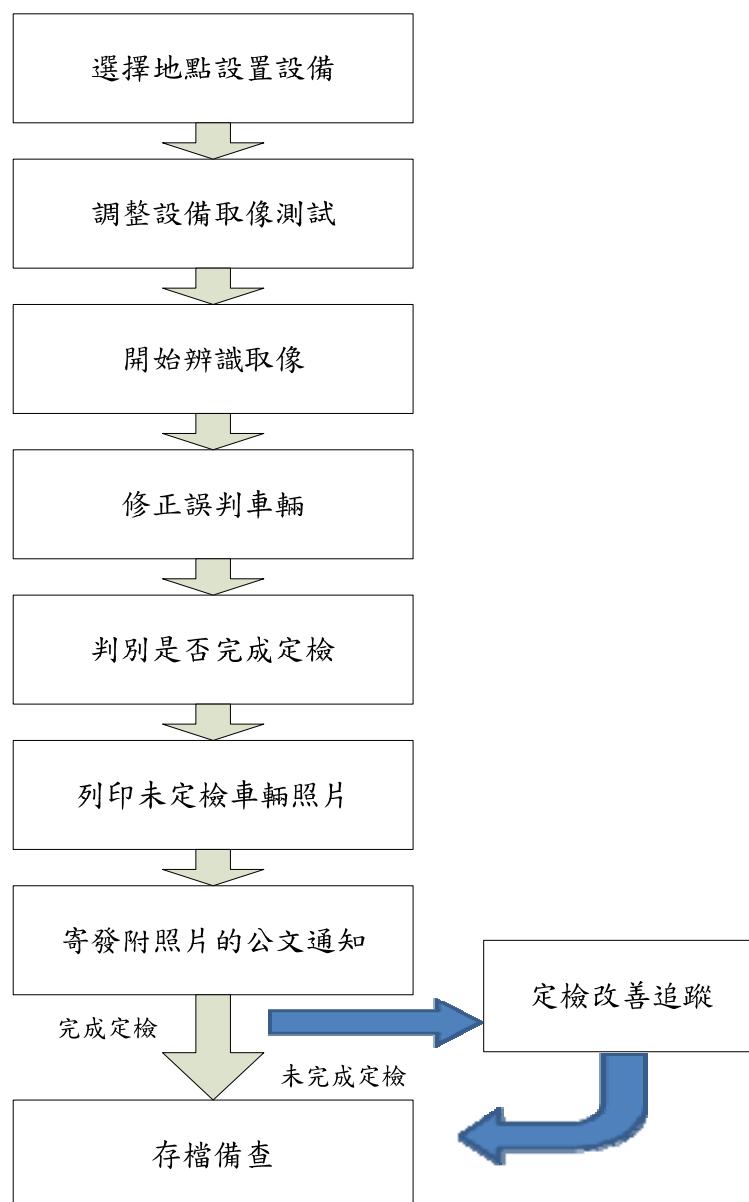 選擇地點設置設備
調整設備取像測試
開始辨識取像
修正誤判車輛
判別是否完成定檢
列印未定檢車輛照片
寄發附照片的公文通知
定檢改善追蹤
完成定檢
未完成定檢
存檔備查